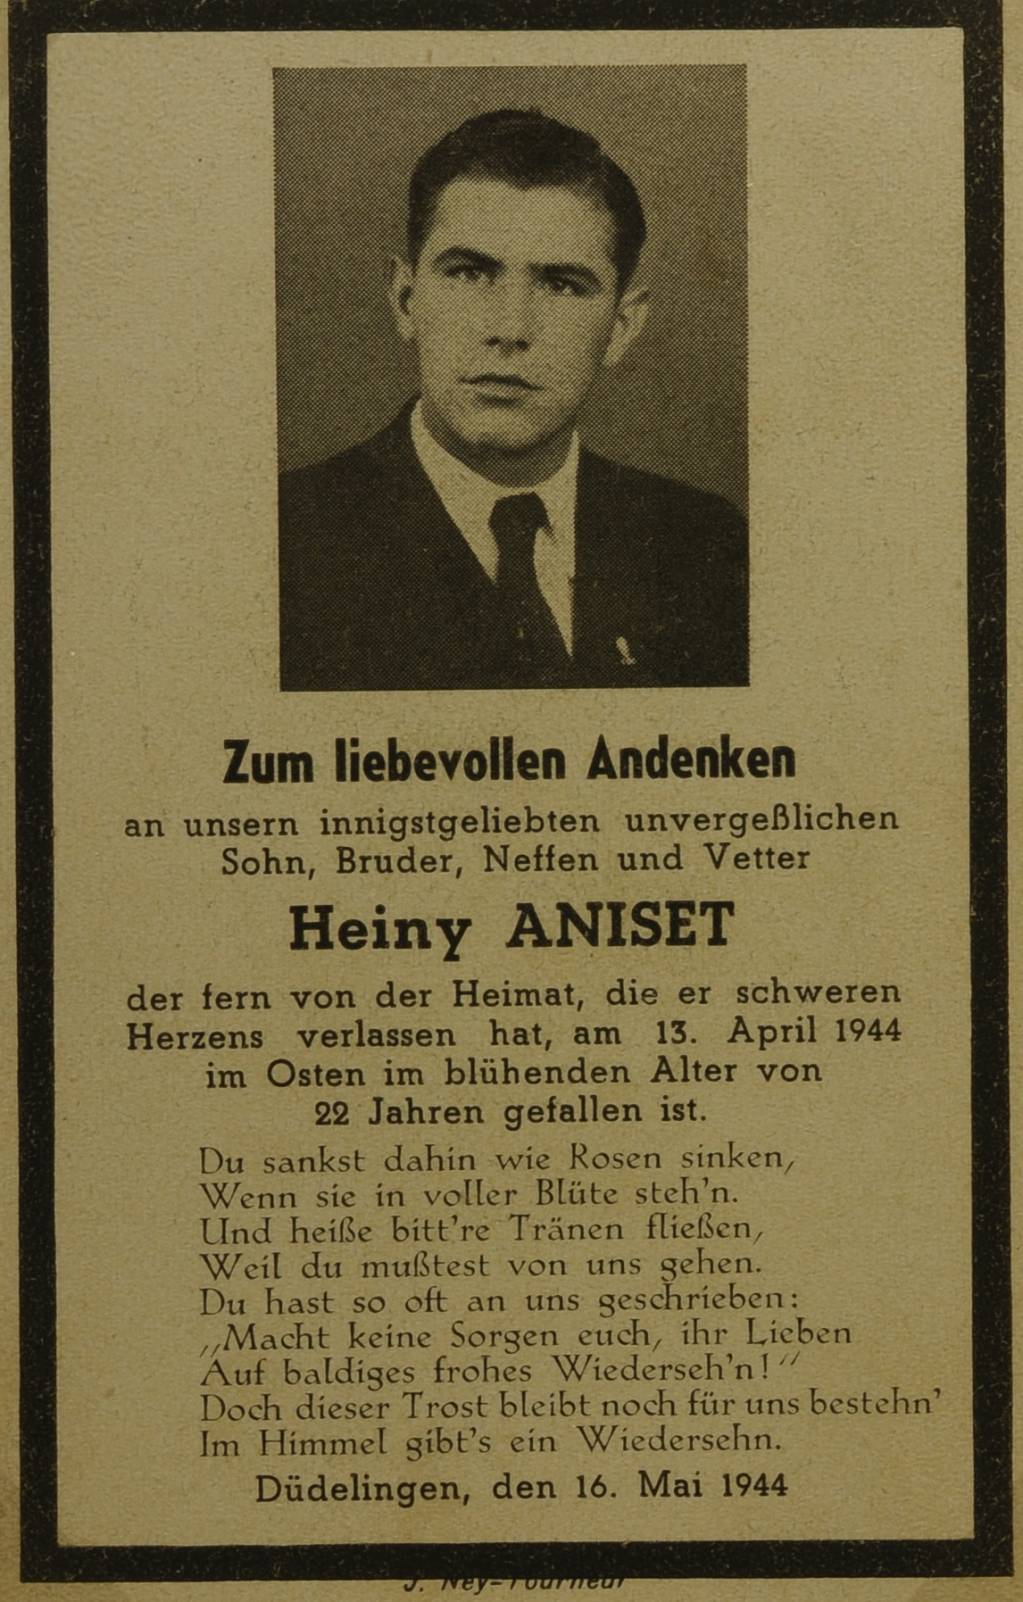 Zum liebevollen Andenken
an unsern innigstgeliebten unvergeßlichen
Sohn, Bruder, Neffen und Vetter
Heiny ANISET
der fern von der Heimat, die er schweren
Herzens verlassen hat, am 13. April 1944
im Osten im blühenden Alter von
22 Jahren gefallen ist.
Du sankst dahin wie Rosen sinken,
Wenn sie in voller Blüte steh'n.
Und heiße bitt're Tränen fließen,
Weil du mußtest von uns gehen.
Du hast so oft an uns geschrieben:
„Macht keine Sorgen euch, ihr Lieben
Auf baldiges frohes Wiederseh'n!"
Doch dieser Trost bleibt noch für uns bestehn'
Im Himmel gibt's ein Wiedersehn.
Düdelingen, den 16. Mai 1944
J. Ney-Tourneur